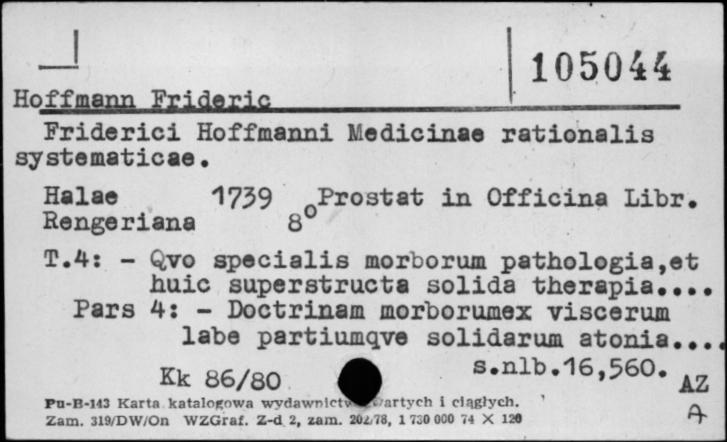 105044
Hoffmann Frideric
Friderici Hoffmanni Medicinae rationalis
systematicae.
Halae 1739 Prostat in Officina Libr.
Rengeriana 8°
T.4: - Qvo specialis morborum pathologia,et
huic superstructa solida therapia....
Pars 4: - Doctrinam morborumex viscerum
labe partiumqve solidarum atonia....
s.nlb.16,560.
Kk 86/80
AZ
A
Pu-B-143 Karta katalogowa wydawnictw zwartych i ciągłych.
Zam. 319/DW/On WZGraf. Z-d 2, zam. 202/78, 1 730 000 74 X 120